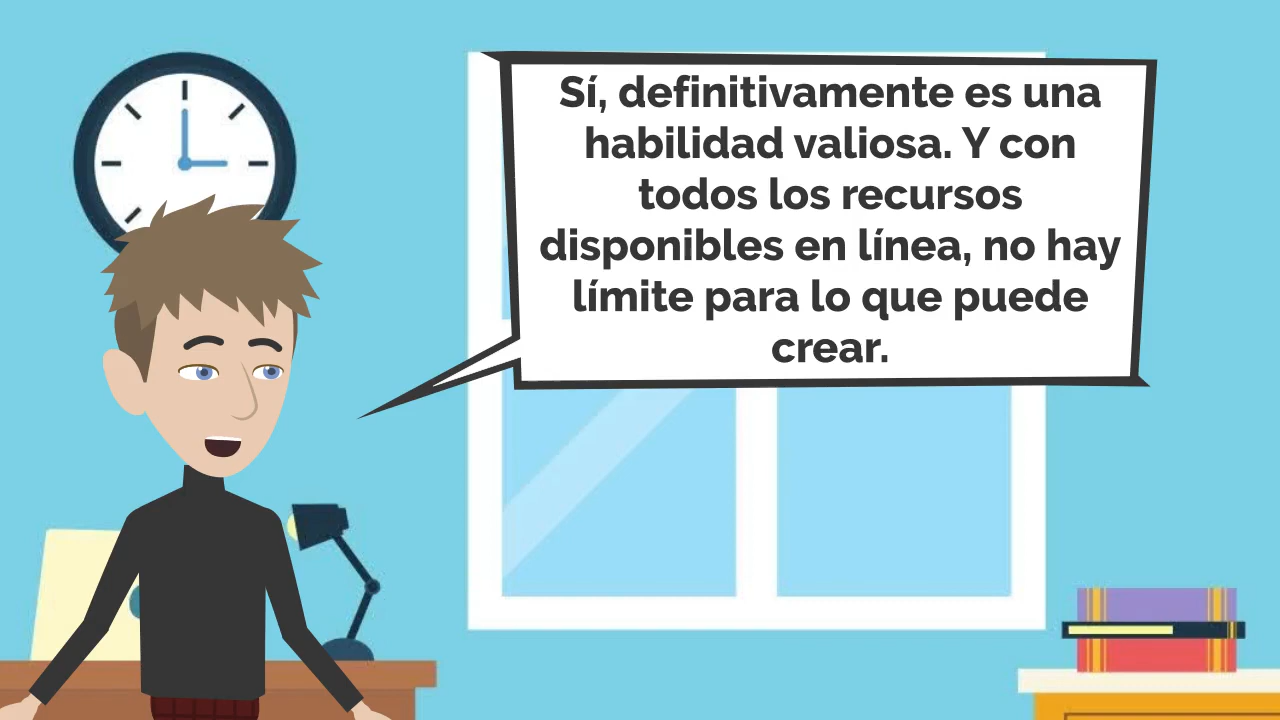 Sí, definitivamente es una
habilidad valiosa. Y con
todos los recursos
disponibles en línea, no hay
límite para lo que puede
crear.